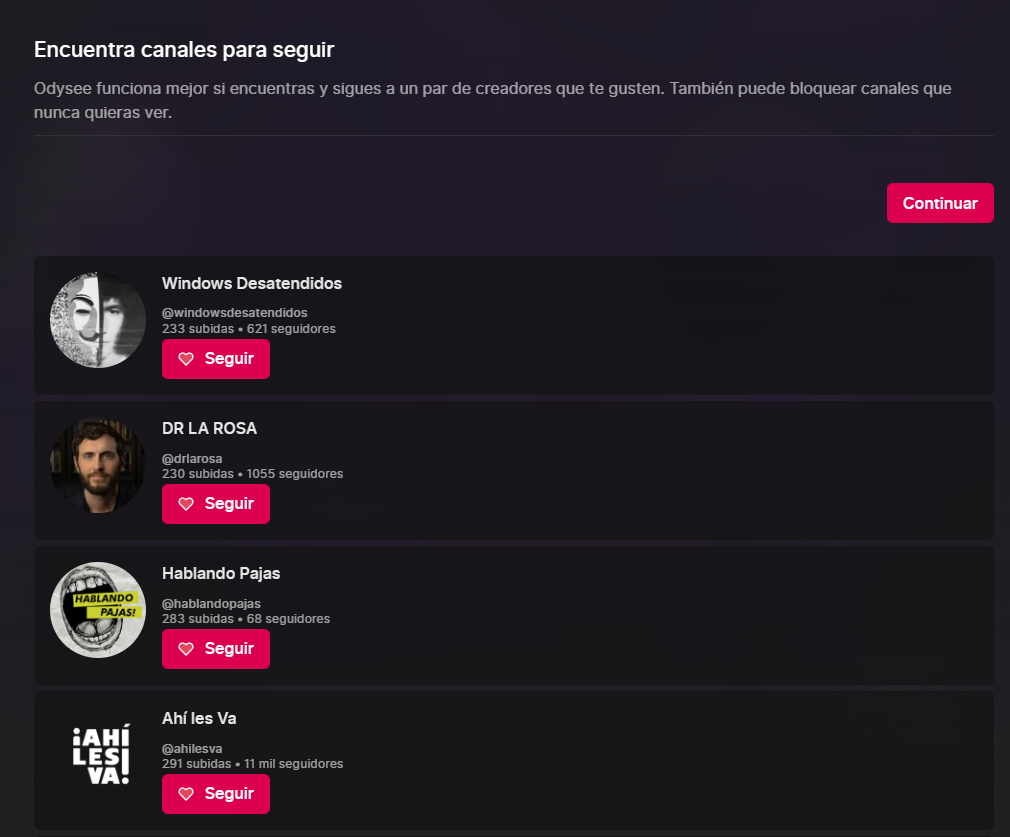 Encuentra canales para seguir
Odysee funciona mejor si encuentras y sigues a un par de creadores que te gusten. También puede bloquear canales que
nunca quieras ver.
Continuar
Windows Desatendidos
@windowsdesatendidos
233 subidas • 621 seguidores
Seguir
DR LA ROSA
@drlarosa
230 subidas • 1055 seguidores
Seguir
HABLANDO
PAJAS!
Hablando Pajas
@hablandopajas
283 subidas • 68 seguidores
Seguir
¡AHÍ
LES
VA!
Ahí les Va
@ahilesva
291 subidas • 11 mil seguidores
Seguir